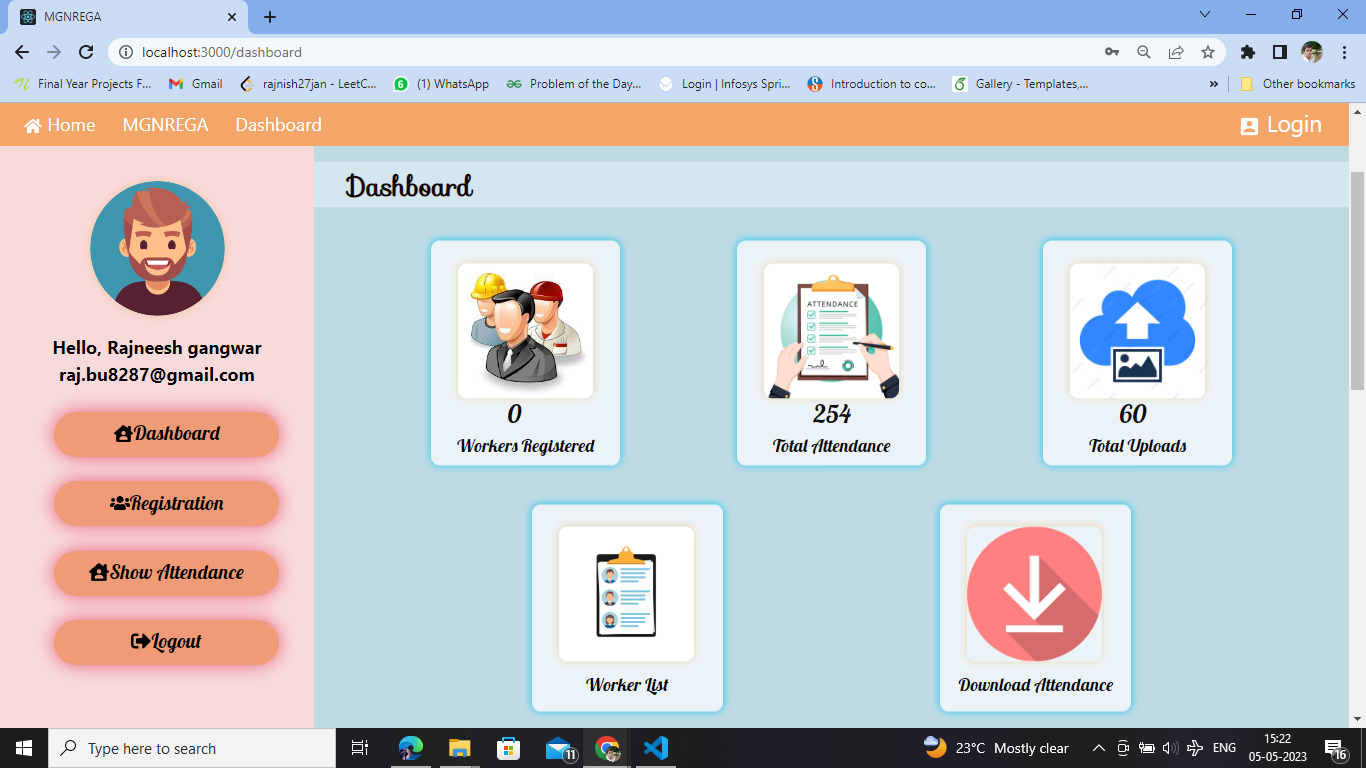 MGNREGA
localhost:3000/dashboard
Final Year Projects F...
Gmail
rajnish27jan - LeetC...
6
(1) WhatsApp
Problem of the Day...
Login | Infosys Spri...
Introduction to co...
Gallery - Templates,...
»
Other bookmarks
Home
MGNREGA
Dashboard
Login
Hello, Rajneesh gangwar
raj.bu8287@gmail.com
Dashboard
Registration
Show Attendance
Logout
Dashboard
0
Workers Registered
ATTENDANCE
254
Total Attendance
60
Total Uploads
Worker List
Download Attendance
Type here to search
11
23°C Mostly clear
ENG
15:22
05-05-2023
16